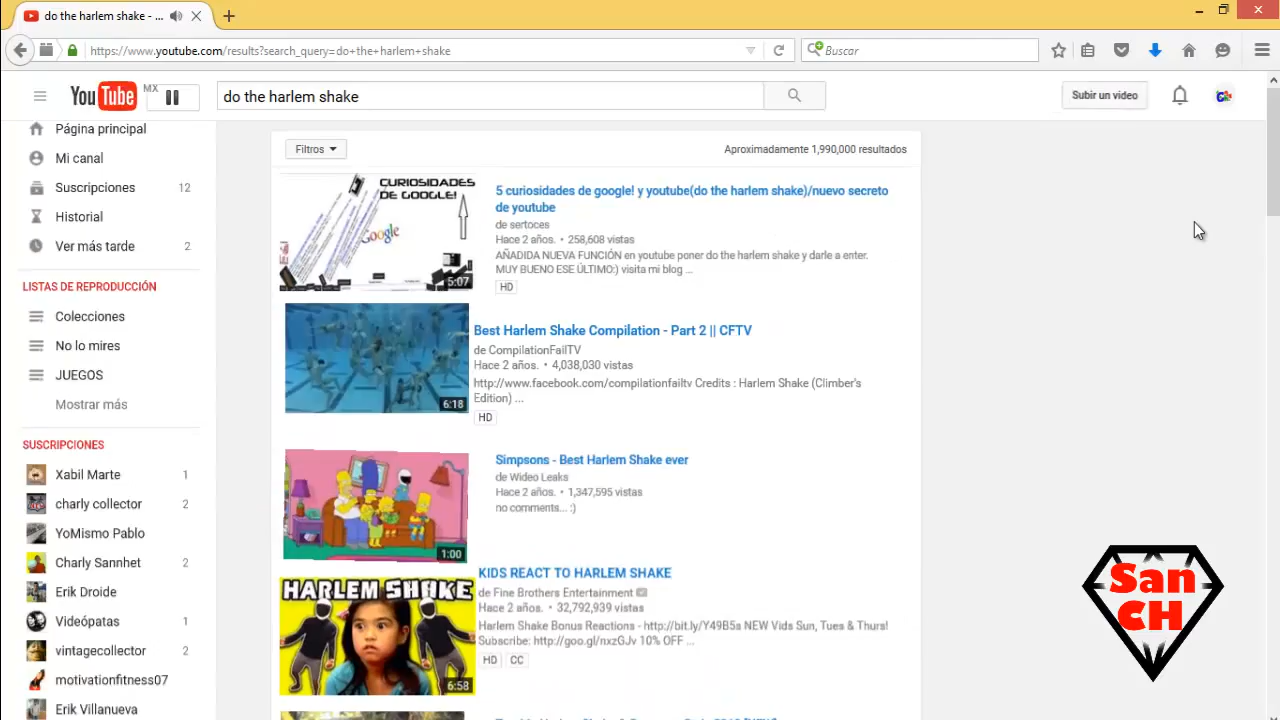 do the harlem shake - ...
https://www.youtube.com/results?search_query=do+the+harlem+shake
Buscar
YouTube MX
do the harlem shake
Subir un video
Página principal
Mi canal
Suscripciones 12
Historial
Ver más tarde 2
LISTAS DE REPRODUCCIÓN
Colecciones
No lo mires
JUEGOS
Mostrar más
SUSCRIPCIONES
Xabil Marte 1
charly collector 2
YoMismo Pablo
Charly Sannhet 2
Erik Droide
Videópatas 1
vintagecollector 2
motivationfitness07
Erik Villanueva
Filtros
Aproximadamente 1,990,000 resultados
CURIOSIDADES
DE GOOGLE!
Google
5:07
5 curiosidades de google! y youtube(do the harlem shake)/nuevo secreto
de youtube
de sertoces
Hace 2 años. • 258,608 vistas
AÑADIDA NUEVA FUNCIÓN en youtube poner do the harlem shake y darle a enter.
MUY BUENO ESE ÚLTIMO:) visita mi blog ...
HD
6:18
Best Harlem Shake Compilation - Part 2 || CFTV
de CompilationFailTV
Hace 2 años. • 4,038,030 vistas
http://www.facebook.com/compilationfailtv Credits : Harlem Shake (Climber's
Edition) ...
HD
1:00
Simpsons - Best Harlem Shake ever
de Wideo Leaks
Hace 2 años. • 1,347,595 vistas
no comments... :)
HARLEM SHAKE
6:58
KIDS REACT TO HARLEM SHAKE
de Fine Brothers Entertainment
Hace 2 años. • 32,792,939 vistas
Harlem Shake Bonus Reactions - http://bit.ly/Y49B5a NEW Vids Sun, Tues & Thurs!
Subscribe: http://goo.gl/nxzGJv 10% OFF ...
HD CC
San
CH